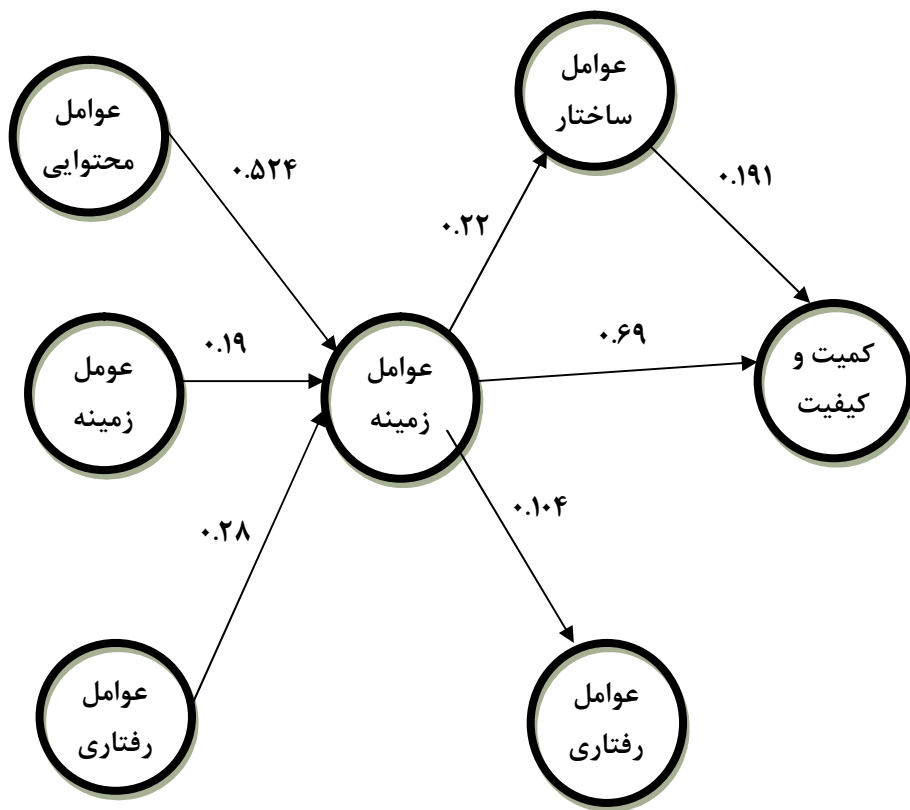 عوامل
ساختار
عوامل
محتوایی
۰.۵۲۴
۰.۱۹۱
۰.۲۲
۰.۱۹
۰.۶۹
کمیت و
کیفیت
عوامل
زمینه
عومل
زمینه
۰.۲۸
۰.۱۰۴
عوامل
رفتاری
عوامل
رفتاری